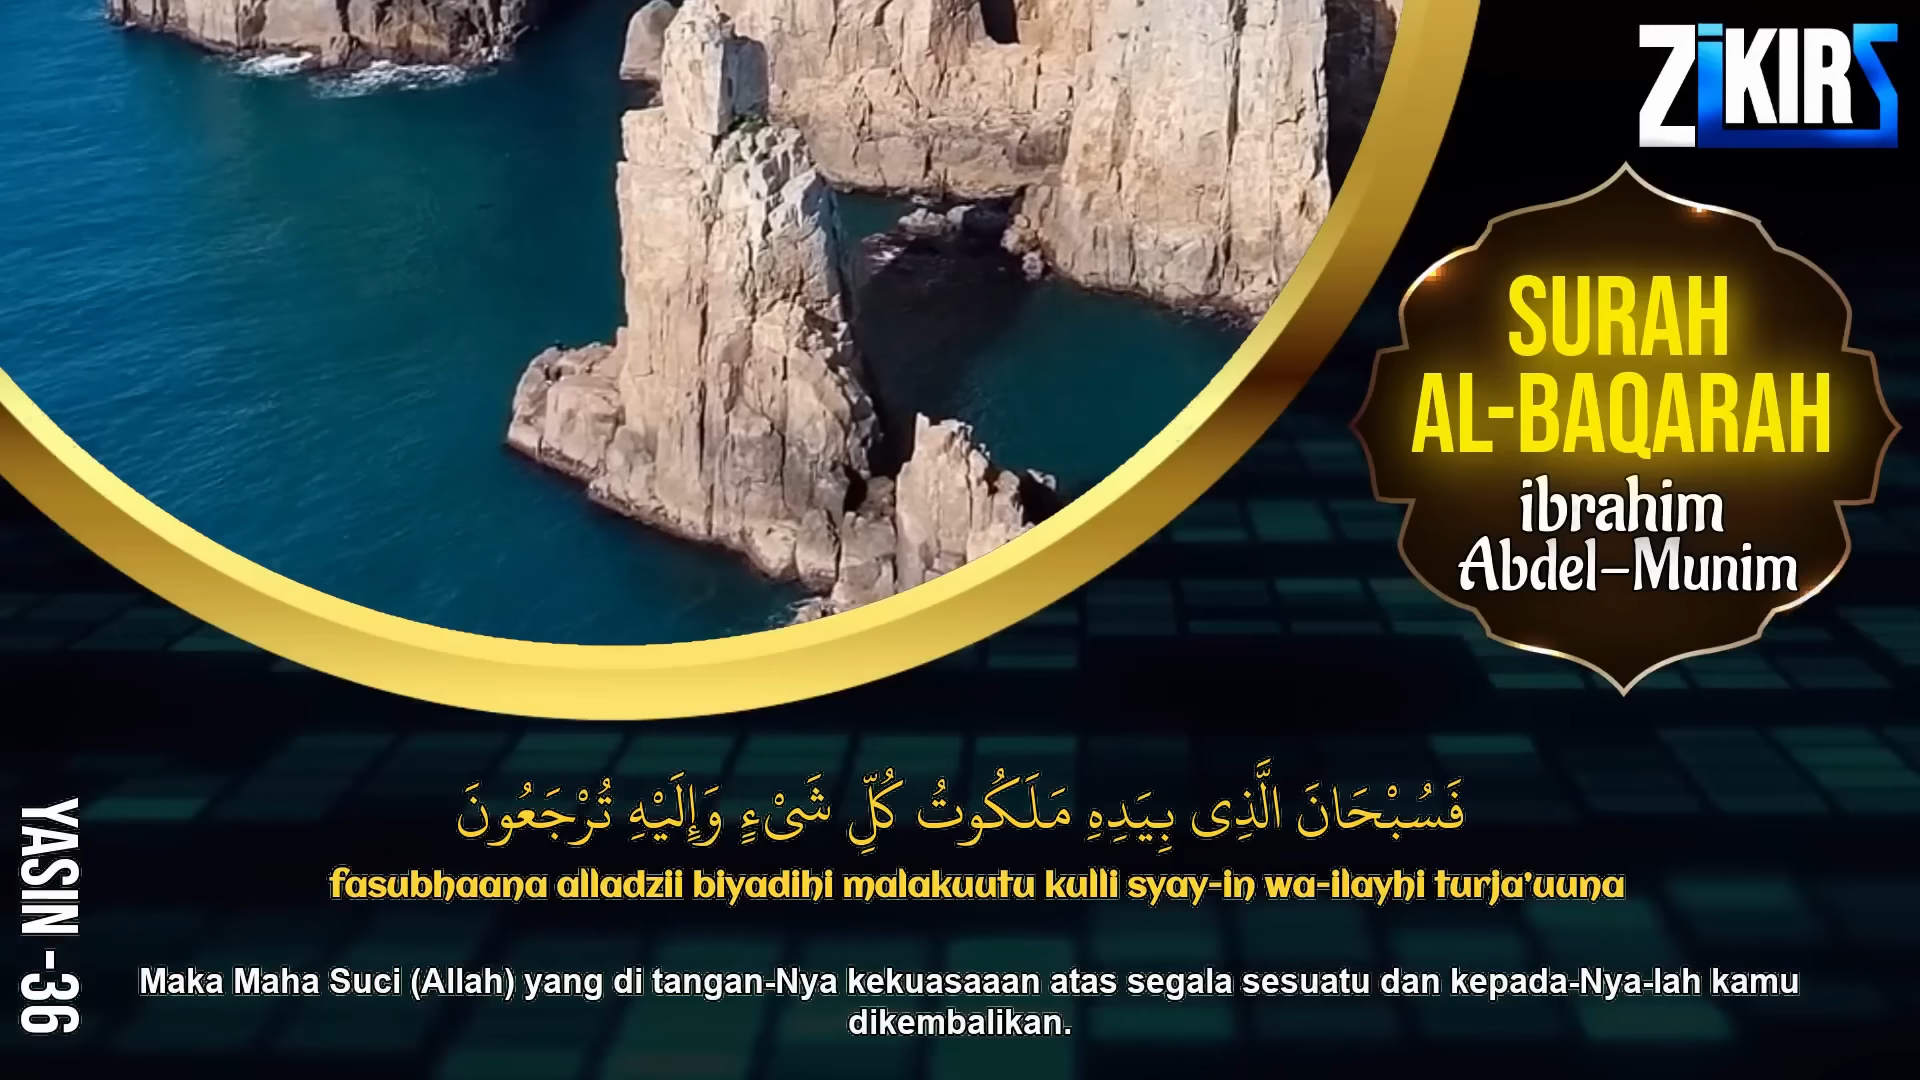 ZiKIRS
SURAH
AL-BAQARAH
ibrahim
Abdel-Munim
فَسُبْحَانَ الَّذِى بِيَدِهِ مَلَكُوتُ كُلِّ شَىْءٍ وَإِلَيْهِ تُرْجَعُونَ
fasubhaana alladzii biyadihi malakuutu kulli syay-in wa-ilayhi turja'uuna
Maka Maha Suci (Allah) yang di tangan-Nya kekuasaaan atas segala sesuatu dan kepada-Nya-lah kamu
dikembalikan.
YASIN -36